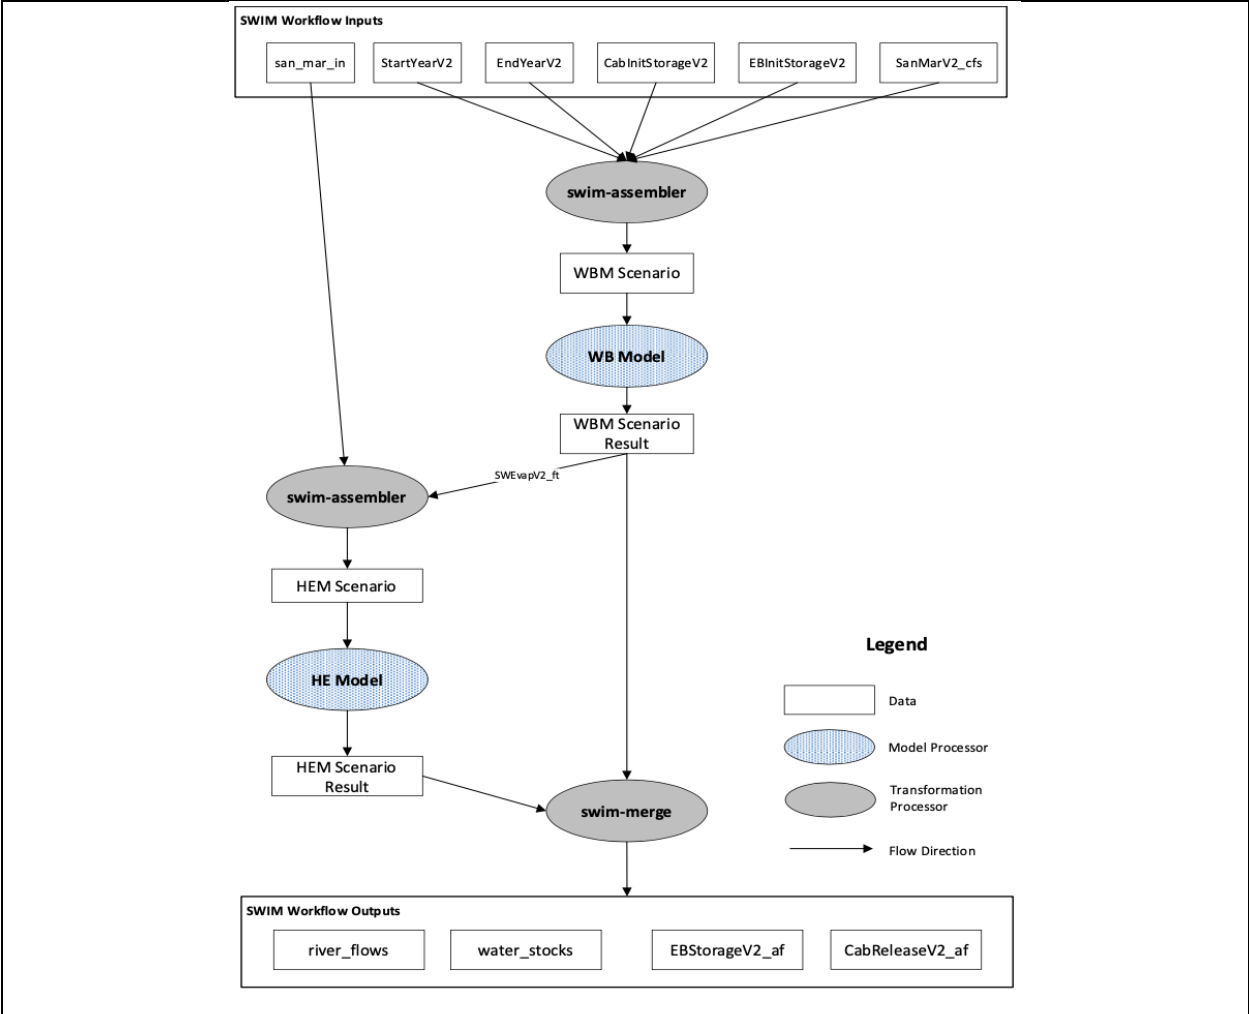 SWIM Workflow Inputs
san_mar_in
StartYearV2
EndYearV2
CabInitStorageV2
EBInitStorageV2
SanMarV2_cfs
swim-assembler
WBM Scenario
WB Model
WBM Scenario
Result
SWEvapV2_ft
swim-assembler
HEM Scenario
HE Model
HEM Scenario
Result
swim-merge
Legend
Data
Model Processor
Transformation
Processor
Flow Direction
SWIM Workflow Outputs
river_flows
water_stocks
EBStorageV2_af
CabReleaseV2_af